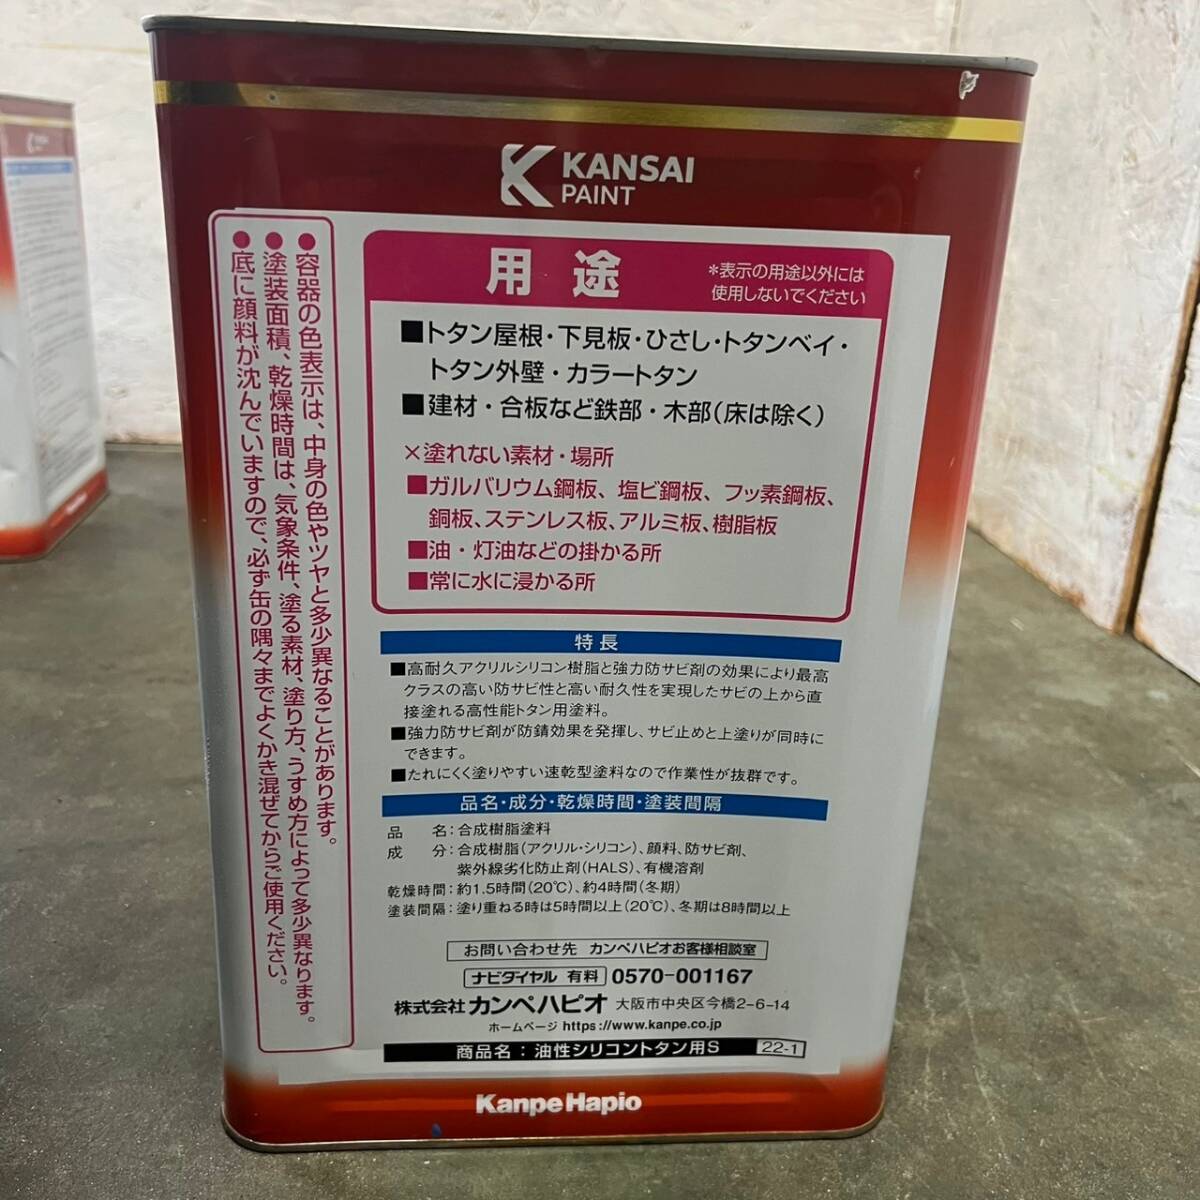 KANSAI
PAINT
●容器の色表示は、中身の色やツヤと多少異なることがあります。
●塗装面積、乾燥時間は、気象条件、塗る素材、塗り方、うすめ方によって多少異なります。
●底に顔料が沈んでいますので、必ず缶の隅々までよくかき混ぜてからご使用ください。
用途
*表示の用途以外には
使用しないでください
■トタン屋根・下見板・ひさし・トタンベイ・
トタン外壁・カラートタン
■建材・合板など鉄部・木部(床は除く)
×塗れない素材・場所
■ガルバリウム鋼板、塩ビ鋼板、フッ素鋼板、
銅板、ステンレス板、アルミ板、樹脂板
■油・灯油などの掛かる所
■常に水に浸かる所
特長
■高耐久アクリルシリコン樹脂と強力防サビ剤の効果により最高
クラスの高い防サビ性と高い耐久性を実現したサビの上から直
接塗れる高性能トタン用塗料。
■強力防サビ剤が防錆効果を発揮し、サビ止めと上塗りが同時に
できます。
■たれにくく塗りやすい速乾型塗料なので作業性が抜群です。
品名・成分・乾燥時間・塗装間隔
品　名:合成樹脂塗料
成　分:合成樹脂(アクリル・シリコン)、顔料、防サビ剤、
紫外線劣化防止剤(HALS)、有機溶剤
乾燥時間:約1.5時間(20℃)、約4時間(冬期)
塗装間隔:塗り重ねる時は5時間以上(20℃)、冬期は8時間以上
お問い合わせ先　カンペハピオお客様相談室
ナビダイヤル 有料 0570-001167
株式会社カンペハピオ 大阪市中央区今橋2-6-14
ホームページ https://www.kanpe.co.jp
商品名:油性シリコントタン用S 22-1
KanpeHapio